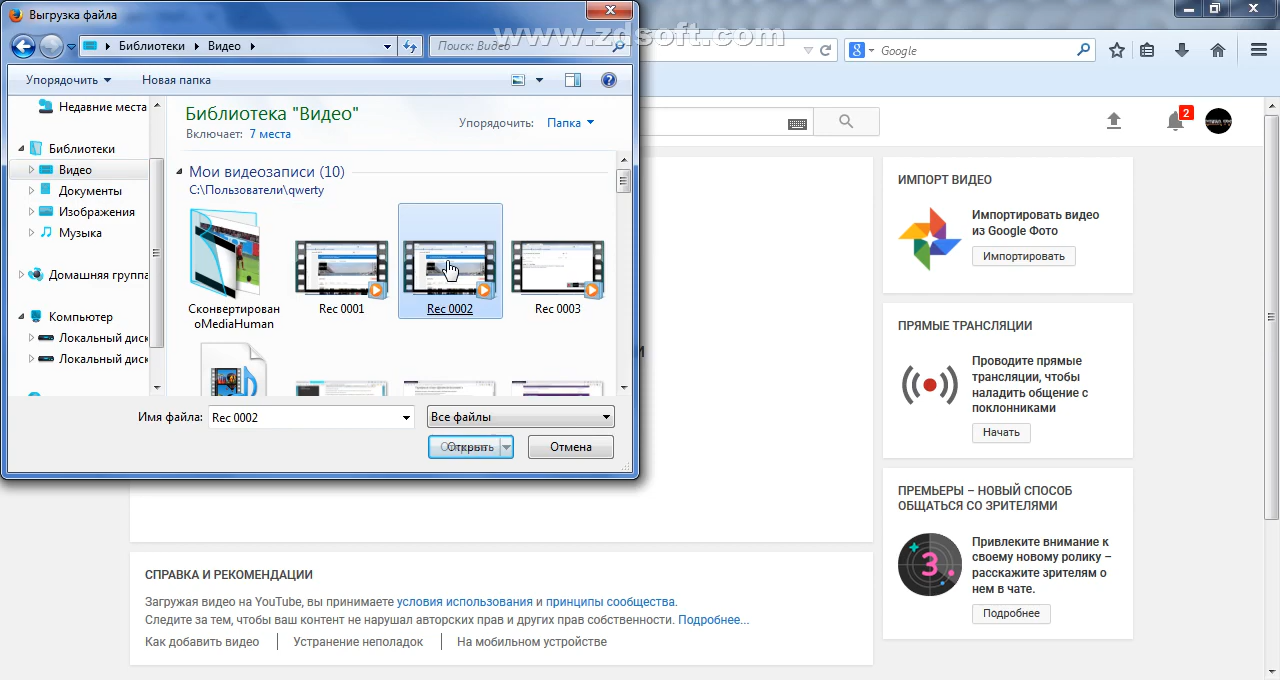 Выгрузка файла
www.zdsoft.com
Библиотеки
Видео
Поиск: Видео
Google
Упорядочить
Новая папка
Недавние места
Библиотеки
Видео
Документы
Изображения
Музыка
Домашняя группа
Компьютер
Локальный диск
Локальный диск
Библиотека "Видео"
Включает: 7 места
Упорядочить: Папка
Мои видеозаписи (10)
C:\Пользователи\qwerty
Сконвертирован
оMediaHuman
Rec 0001
Rec 0002
Rec 0003
Имя файла:
Rec 0002
Все файлы
Открыть
Отмена
2
ИМПОРТ ВИДЕО
Импортировать видео
из Google Фото
Импортировать
ПРЯМЫЕ ТРАНСЛЯЦИИ
Проводите прямые
трансляции, чтобы
наладить общение с
поклонниками
Начать
ПРЕМЬЕРЫ – НОВЫЙ СПОСОБ
ОБЩАТЬСЯ СО ЗРИТЕЛЯМИ
3
Привлеките внимание к
своему новому ролику –
расскажите зрителям о
нем в чате.
Подробнее
СПРАВКА И РЕКОМЕНДАЦИИ
Загружая видео на YouTube, вы принимаете условия использования и принципы сообщества.
Следите за тем, чтобы ваш контент не нарушал авторских прав и других прав собственности. Подробнее...
Как добавить видео
Устранение неполадок
На мобильном устройстве